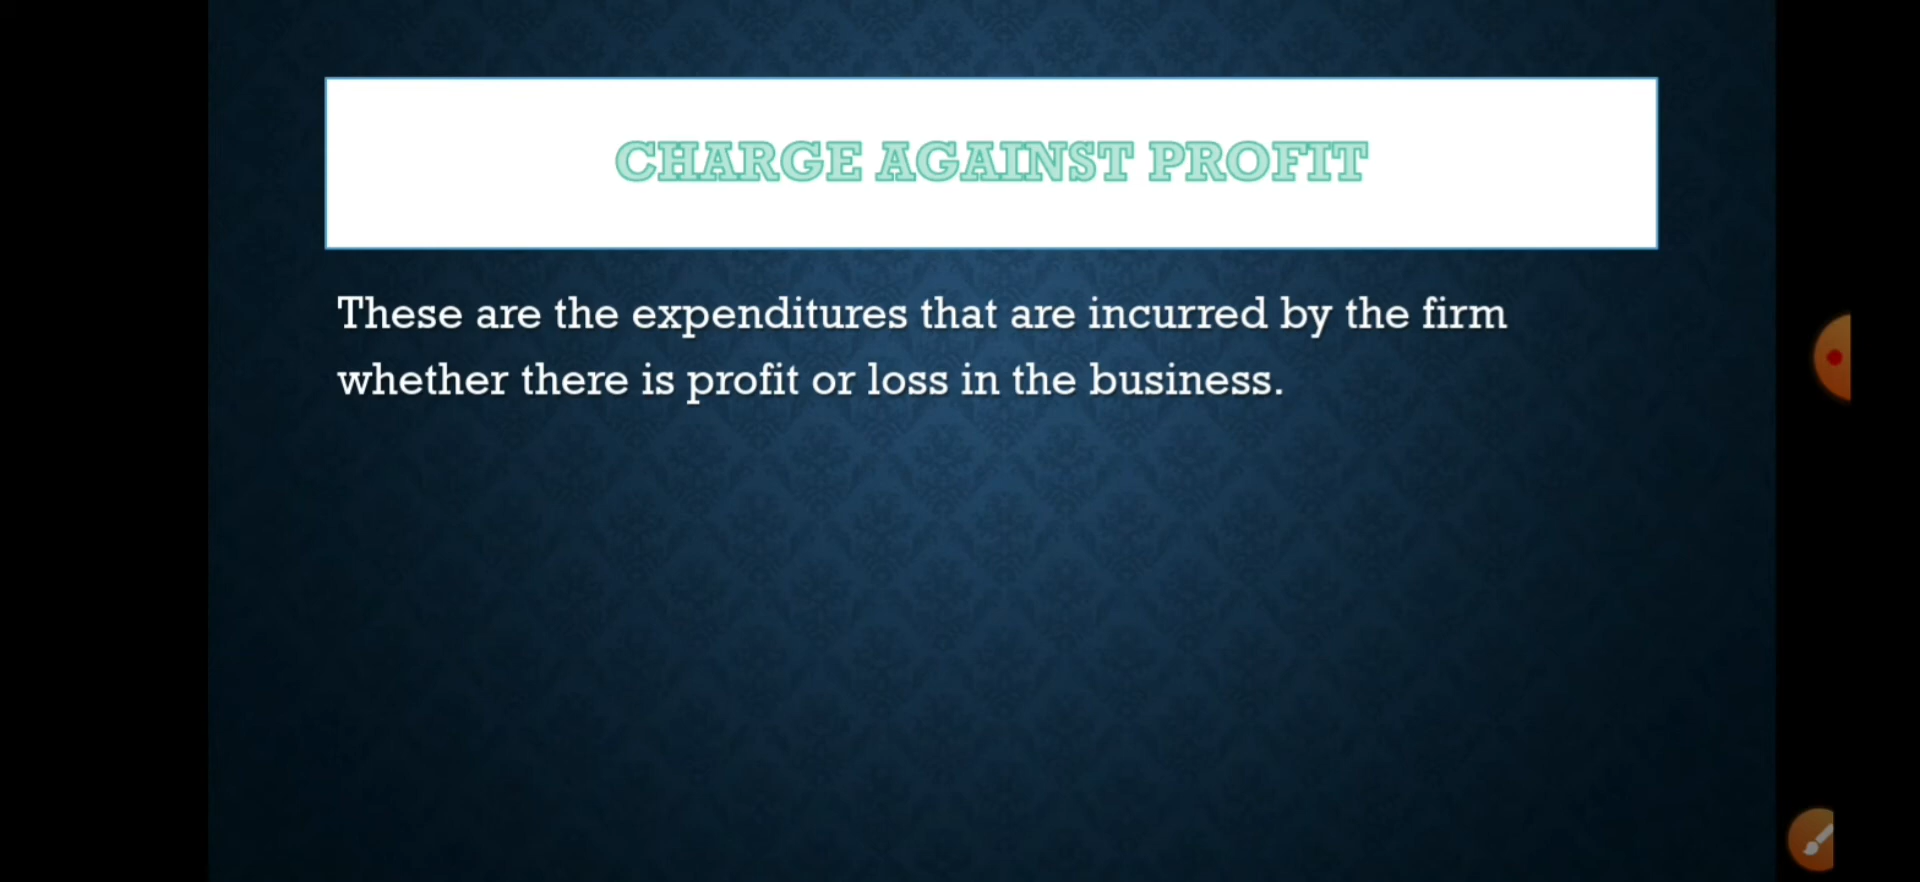 CHARGE AGAINST PROFIT
These are the expenditures that are incurred by the firm
whether there is profit or loss in the business.